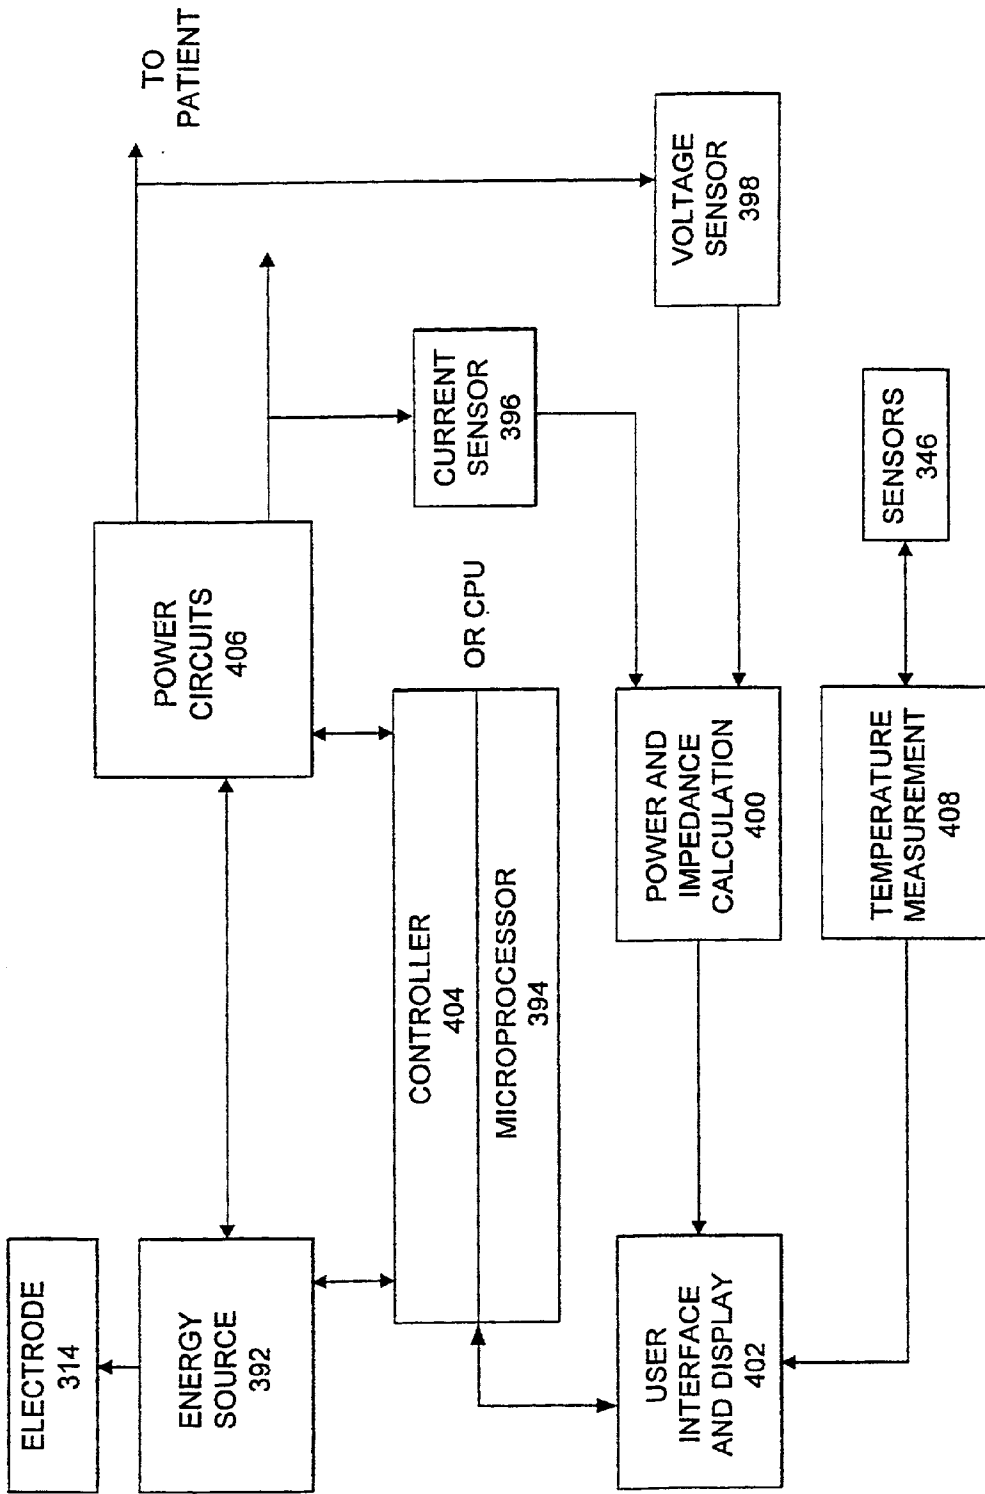 ELECTRODE
314
ENERGY
SOURCE
392
POWER
CIRCUITS
406
TO
PATIENT
CONTROLLER
404
MICROPROCESSOR
394
OR CPU
CURRENT
SENSOR
396
VOLTAGE
SENSOR
398
USER
INTERFACE
AND DISPLAY
402
POWER AND
IMPEDANCE
CALCULATION
400
TEMPERATURE
MEASUREMENT
408
SENSORS
346